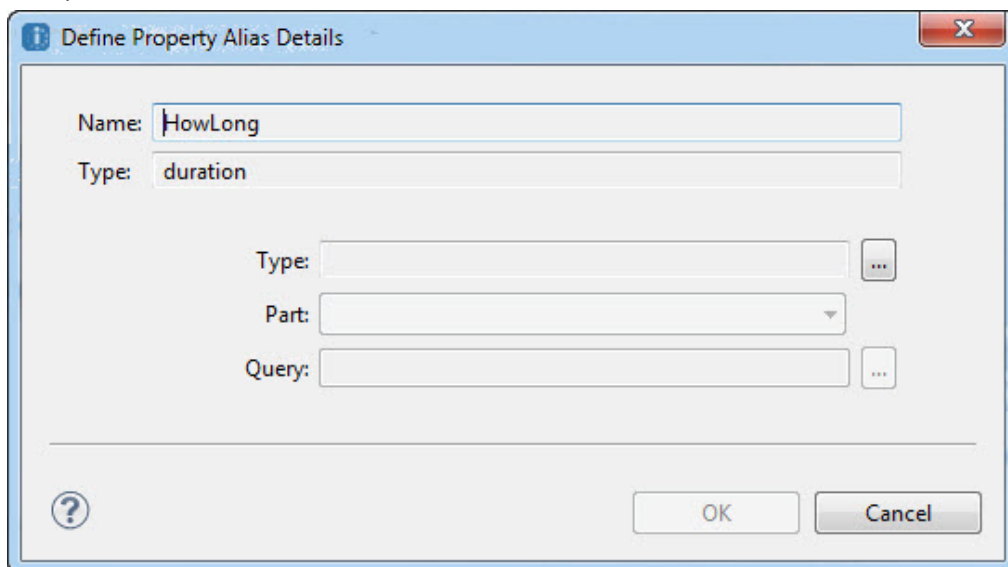 Define Property Alias Details
Name: HowLong
Type: duration
Type: ...
Part:
Query: ...
?
OK Cancel